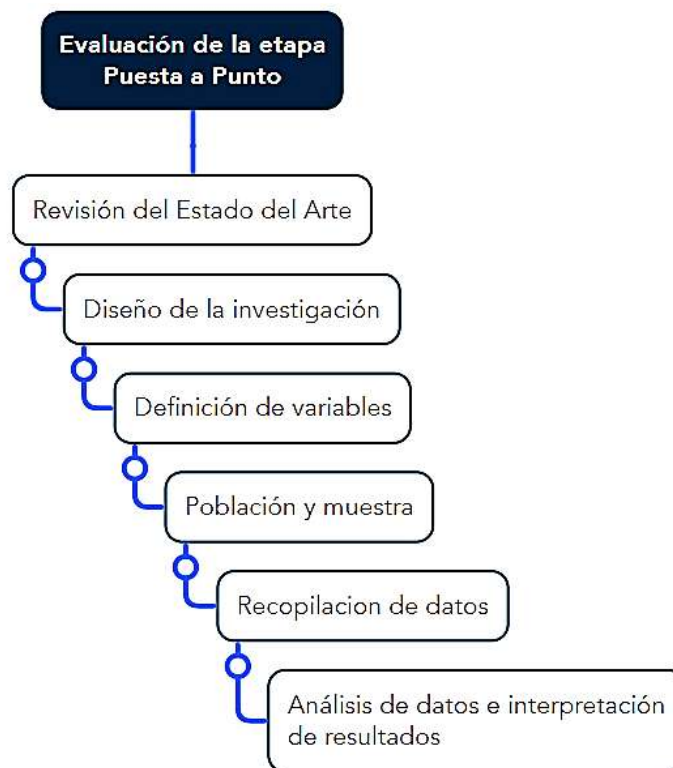 Evaluación de la etapa
Puesta a Punto
Revisión del Estado del Arte
Diseño de la investigación
Definición de variables
Población y muestra
Recopilacion de datos
Análisis de datos e interpretación
de resultados